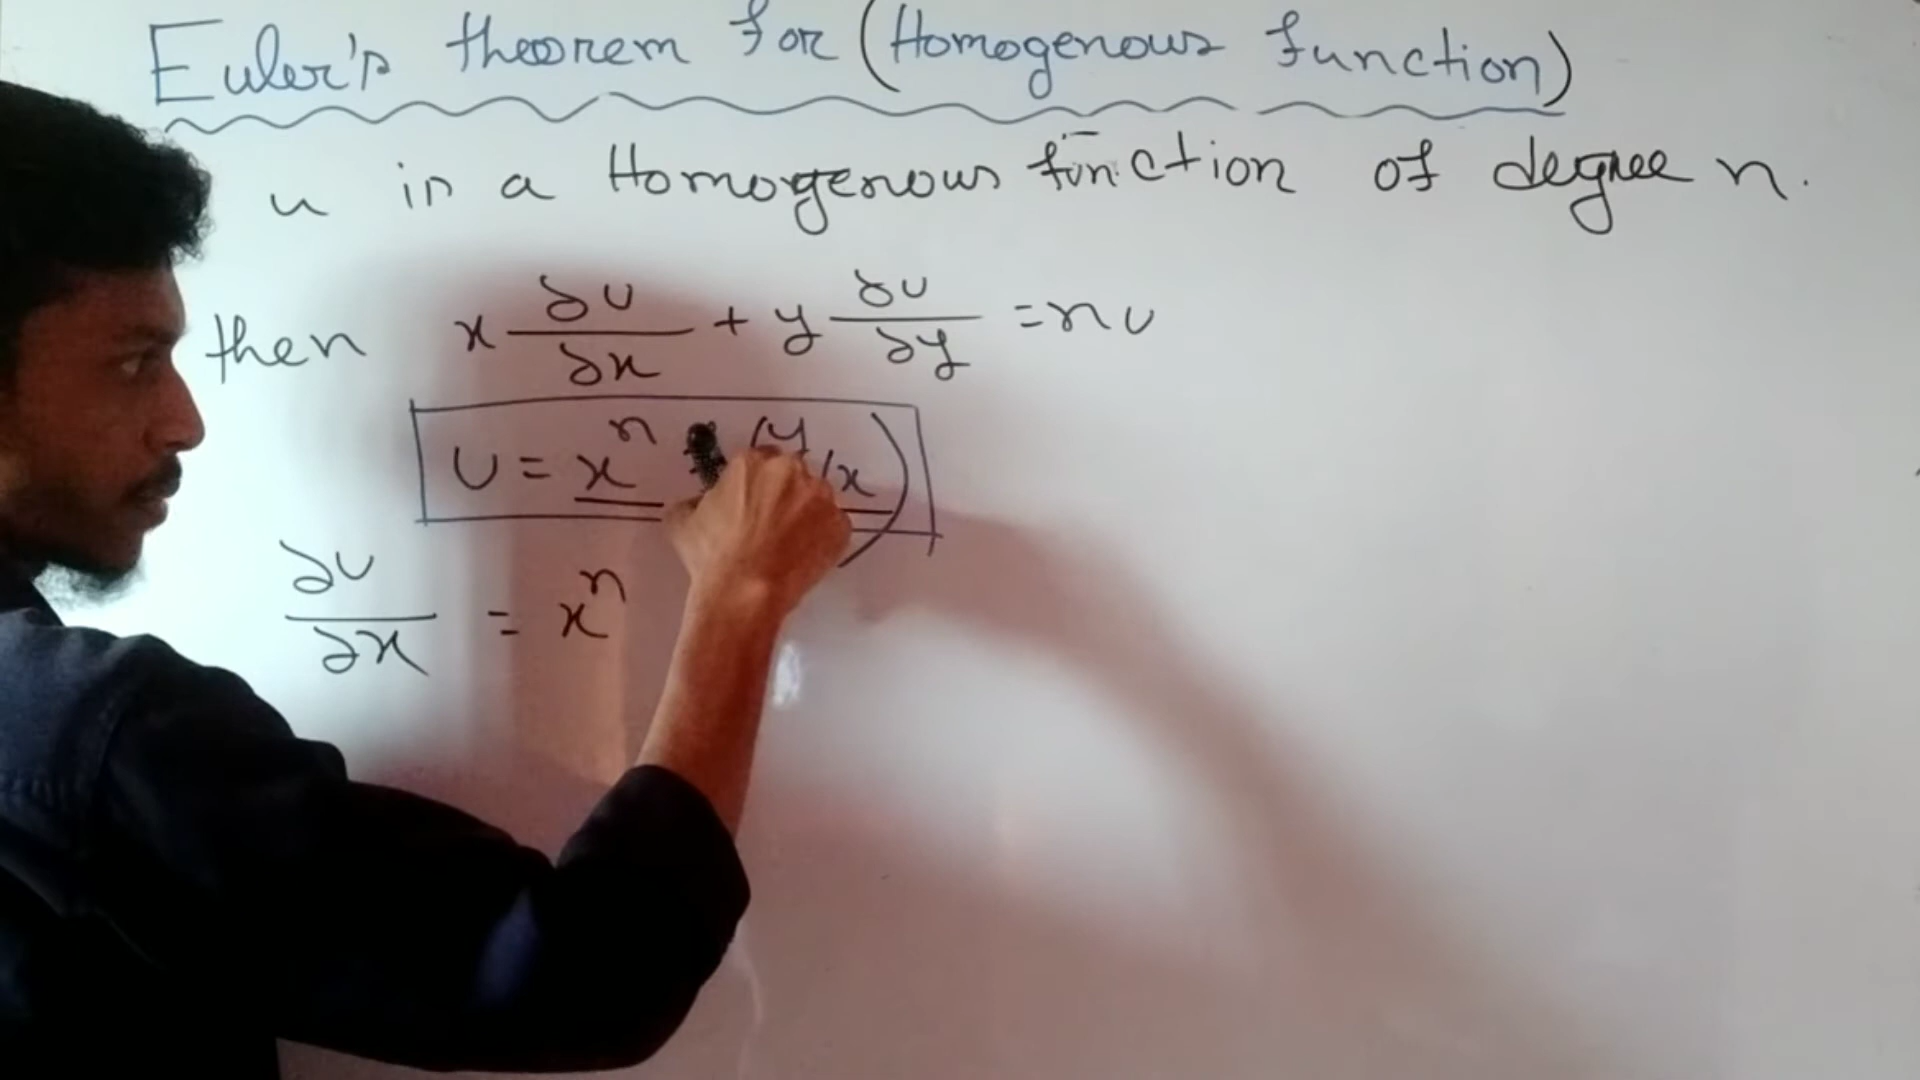 Euler's theorem for (Homogenous function)
u is a Homogenous function of degree n.
then x ∂u/∂x + y ∂u/∂y = nu
u = x^n (y/x)
∂u/∂x = x^n